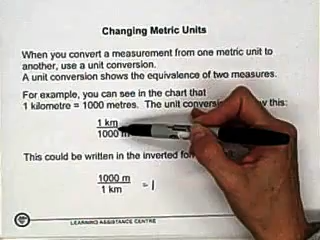 Changing Metric Units
When you convert a measurement from one metric unit to
another, use a unit conversion.
A unit conversion shows the equivalence of two measures.
For example, you can see in the chart that
1 kilometre = 1000 metres. The unit this:
1 km
1000 m
This could be written in the inverted
1000 m
1 km
= 1
LEARNING ASSISTANCE CENTRE